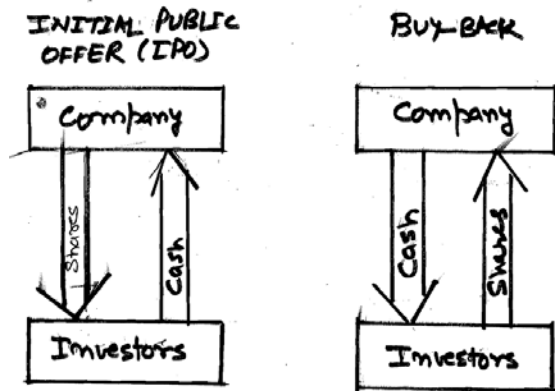 INITIAL PUBLIC
OFFER (IPO)
Company
Shares
Cash
Investors
BUY-BACK
Company
Cash
Shares
Investors